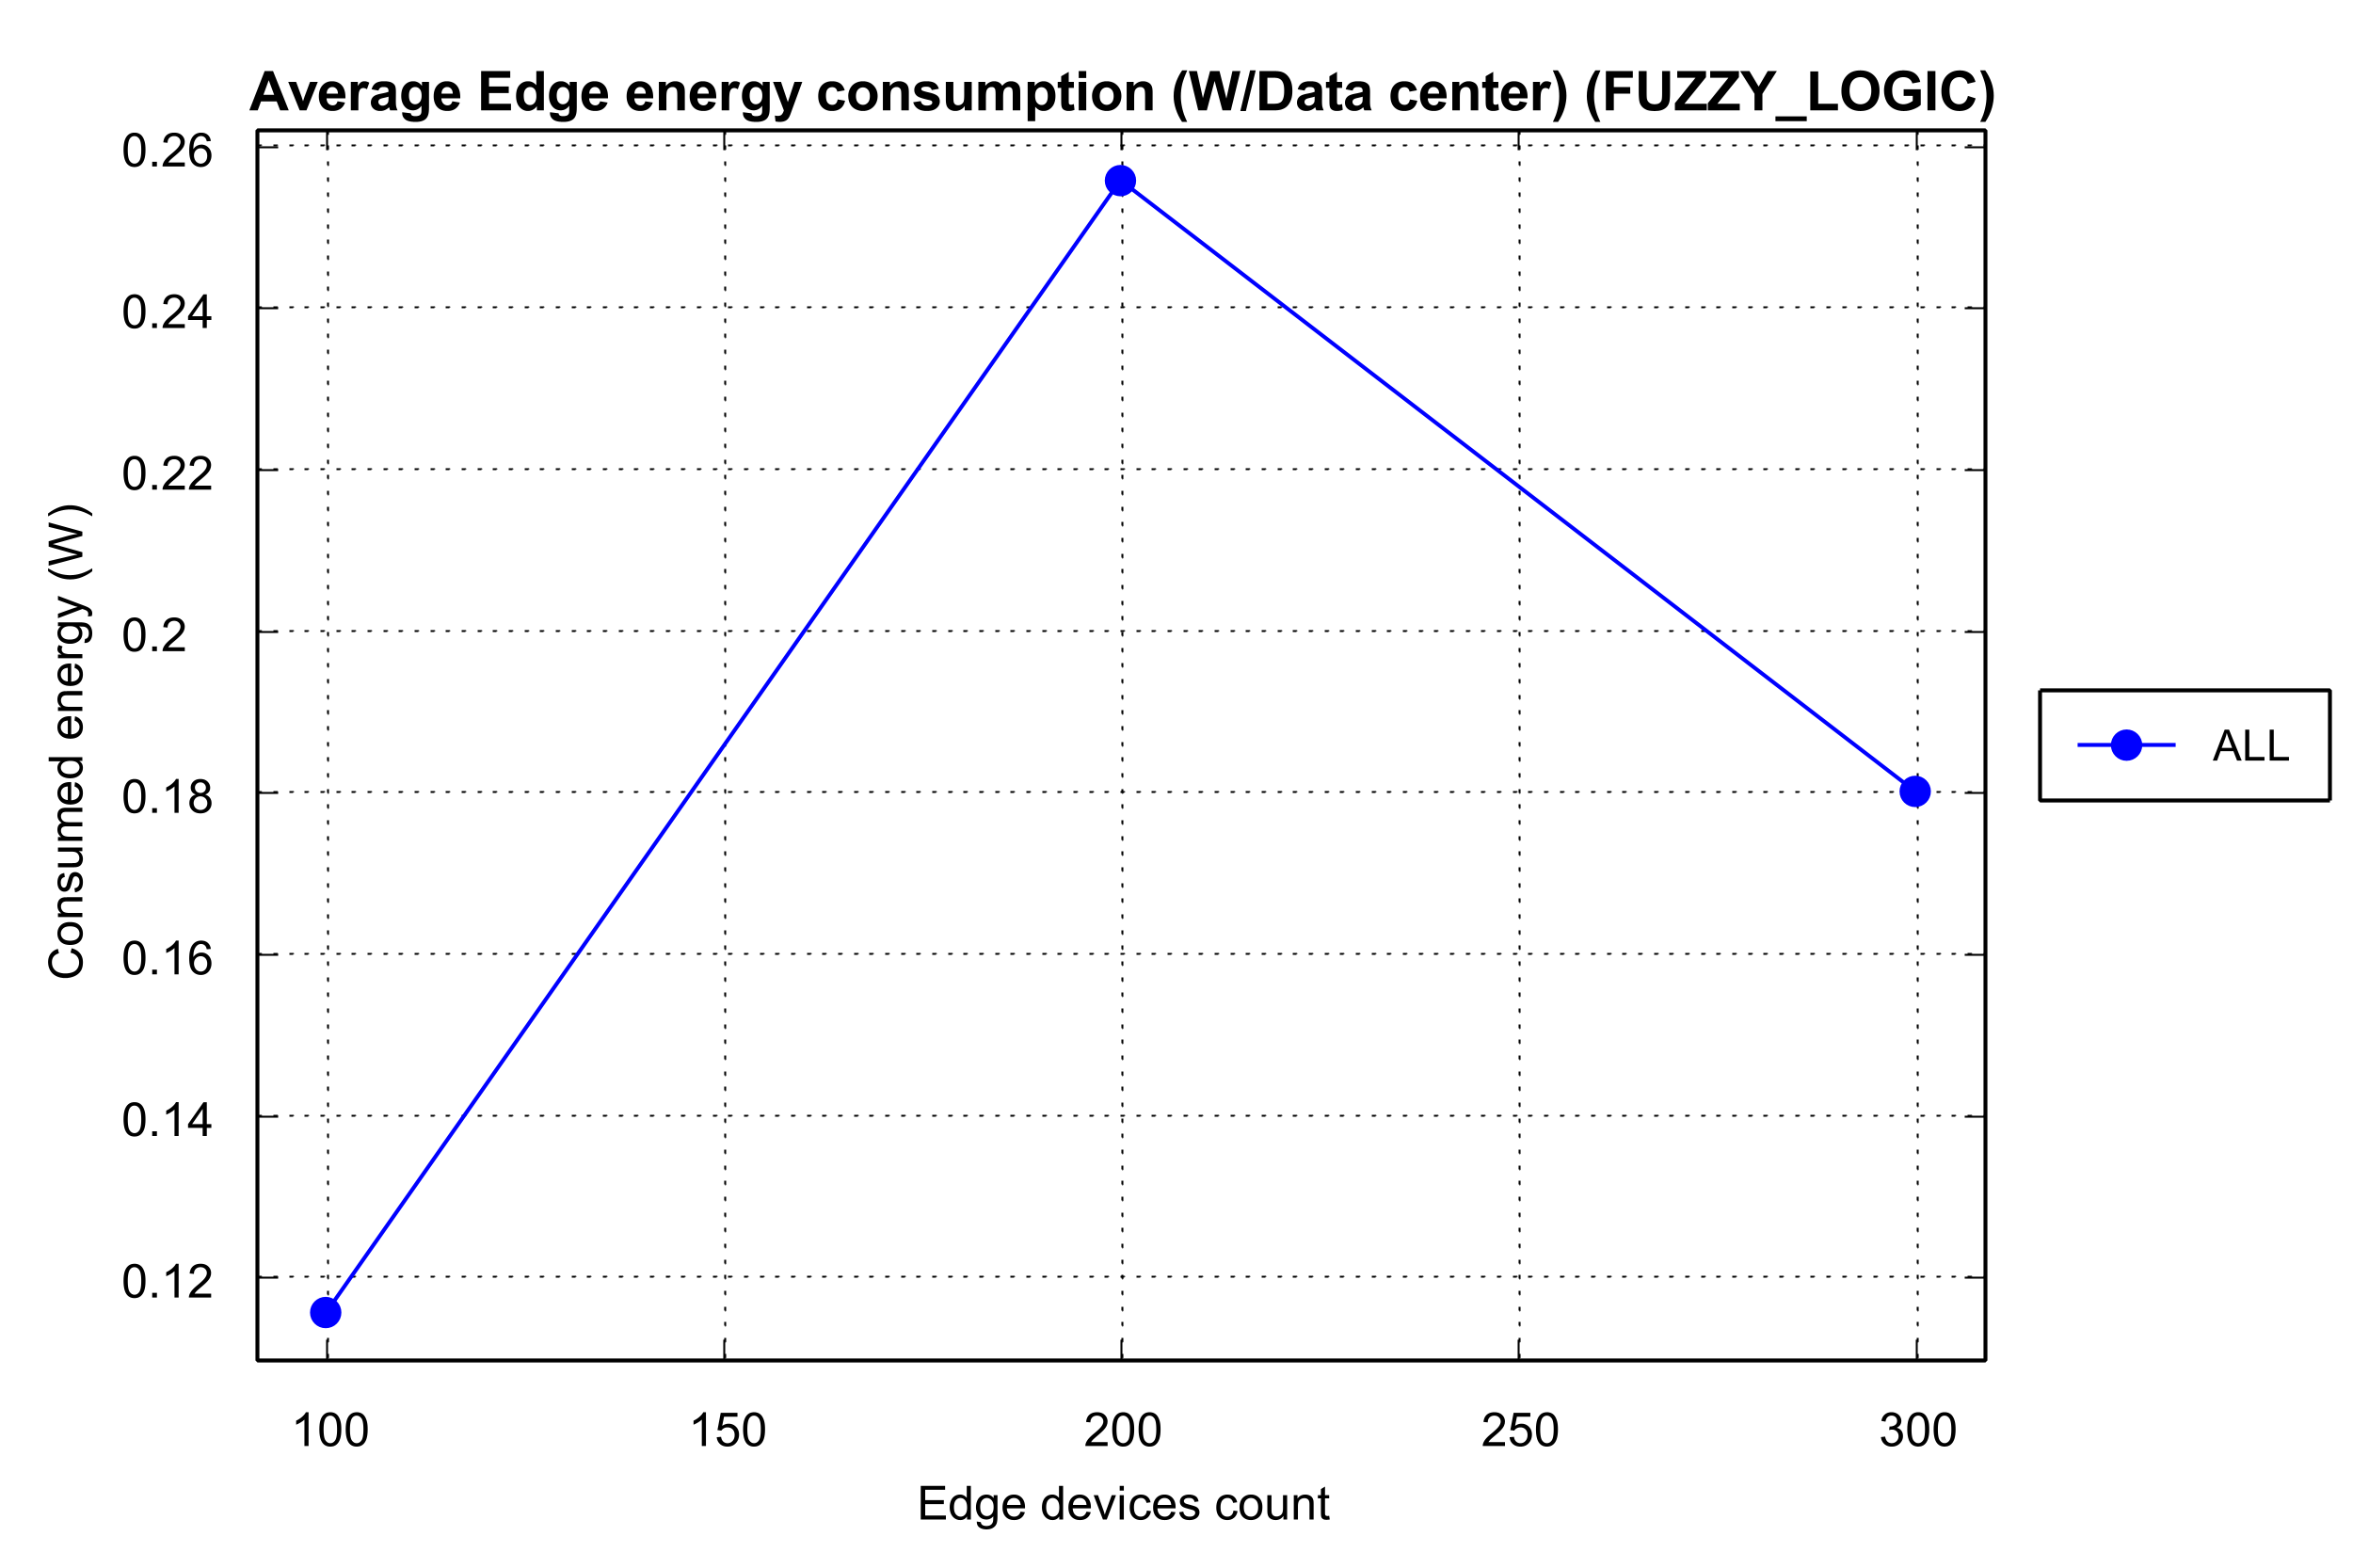 Average Edge energy consumption (W/Data center) (FUZZY_LOGIC)
0.26
0.24
0.22
0.2
0.18
0.16
0.14
0.12
Consumed energy (W)
ALL
100 150 200 250 300
Edge devices count